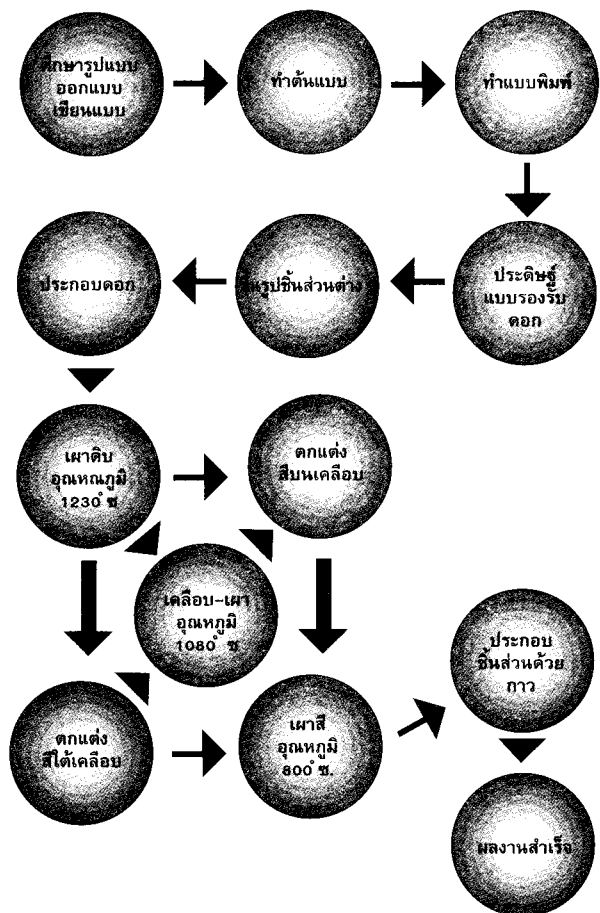 ศึกษารูปแบบ
ออกแบบ
เขียนแบบ
ทำต้นแบบ
ทำแบบพิมพ์
ประดิษฐ์
แบบรองรับ
ดอก
ขึ้นรูปชิ้นส่วนต่าง
ประกอบดอก
เผาดิบ
อุณหณภูมิ
1230 ํซ
ตกแต่ง
สีบนเคลือบ
เคลือบ-เผา
อุณหภูมิ
1080 ํ ซ
ตกแต่ง
สีใต้เคลือบ
เผาสี
อุณหภูมิ
800 ํซ.
ประกอบ
ชิ้นส่วนด้วย
กาว
ผลงานสำเร็จ